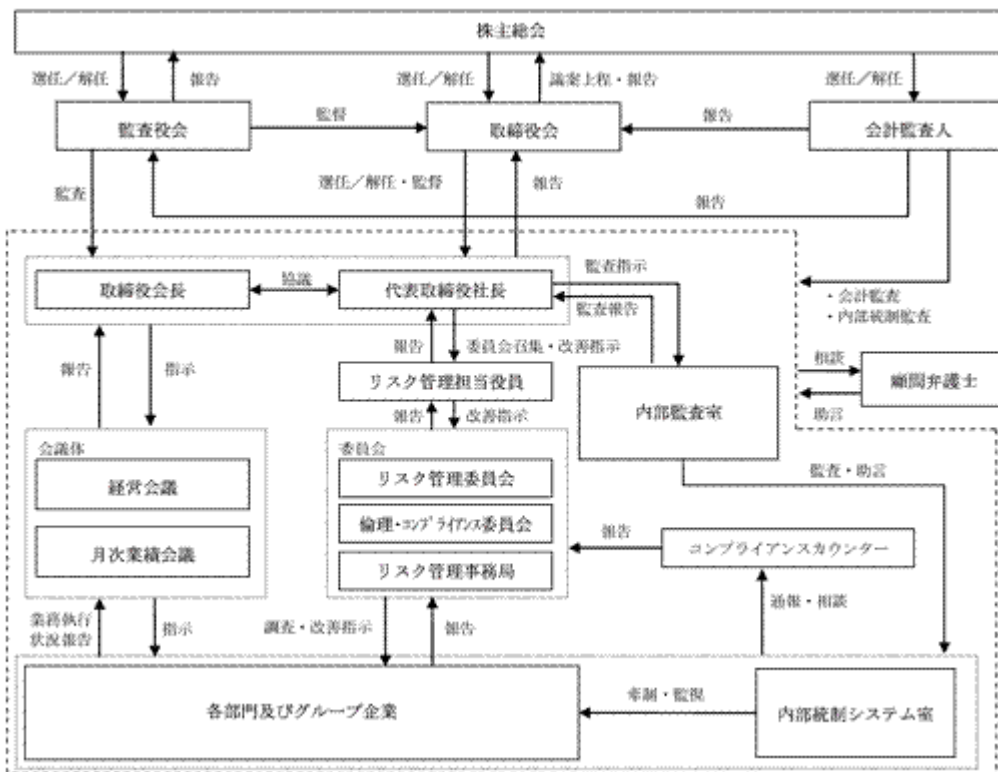 株主総会
選任／解任
報告
選任／解任
議案上程・報告
選任／解任
監査役会
監督
取締役会
報告
会計監査人
監査
選任／解任・監督
報告
報告
取締役会長
協議
代表取締役社長
監査指示
監査報告
・会計監査
・内部統制監査
報告
指示
報告
委員会召集・改善指示
相談
顧問弁護士
助言
リスク管理担当役員
内部監査室
報告
改善指示
会議体
経営会議
月次業績会議
委員会
リスク管理委員会
倫理・ｺﾝﾌﾟﾗｲｱﾝｽ委員会
リスク管理事務局
監査・助言
報告
コンプライアンスカウンター
通報・相談
業務執行
状況報告
指示
調査・改善指示
報告
各部門及びグループ企業
牽制・監視
内部統制システム室